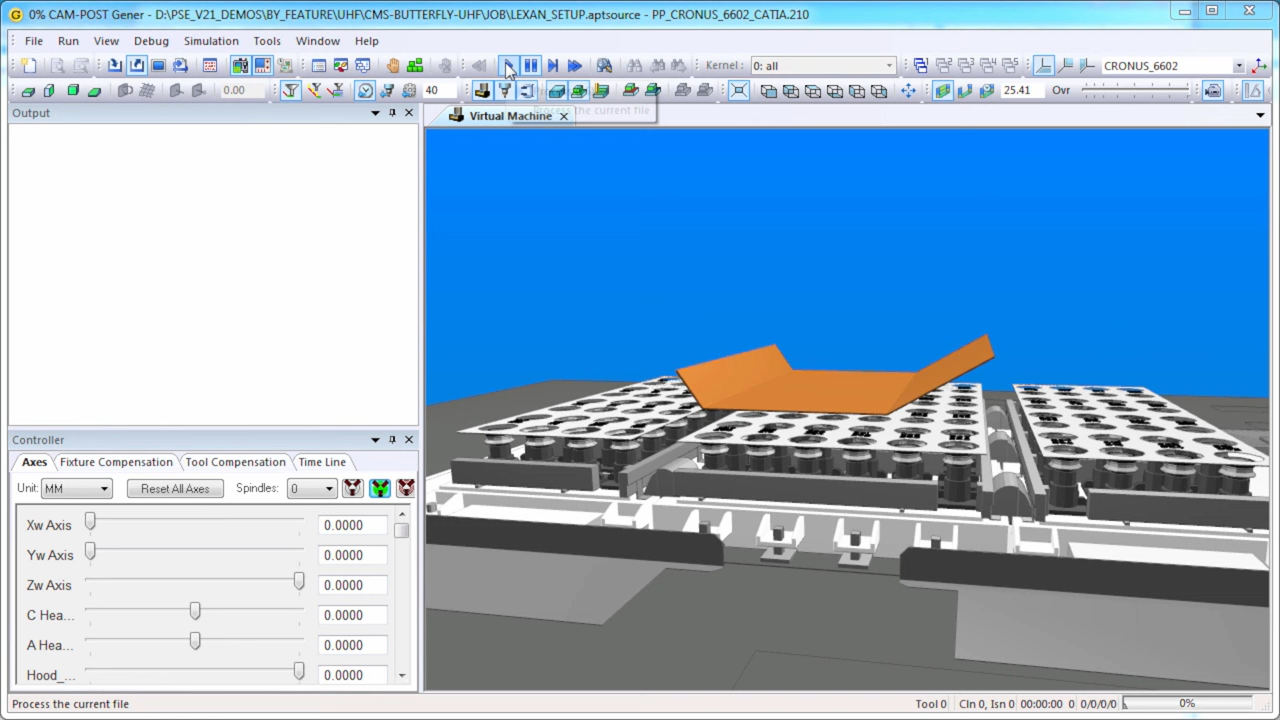 0% CAM-POST Gener - D:\PSE_V21_DEMOS\BY_FEATURE\UHF\CMS-BUTTERFLY-UHF\JOB\LEXAN_SETUP.aptsource - PP_CRONUS_6602_CATIA.210
File Run View Debug Simulation Tools Window Help
Kernel: 0: all CRONUS_6602
0.00 40 25.41 Ovr
Process the current file
Output
Virtual Machine
Controller
Axes Fixture Compensation Tool Compensation Time Line
Unit: MM Reset All Axes Spindles: 0
Xw Axis 0.0000
Yw Axis 0.0000
Zw Axis 0.0000
C Hea... 0.0000
A Hea... 0.0000
Hood_... 0.0000
Process the current file
Tool 0 Cln 0, Isn 0 00:00:00 0 0/0/0/0 0%